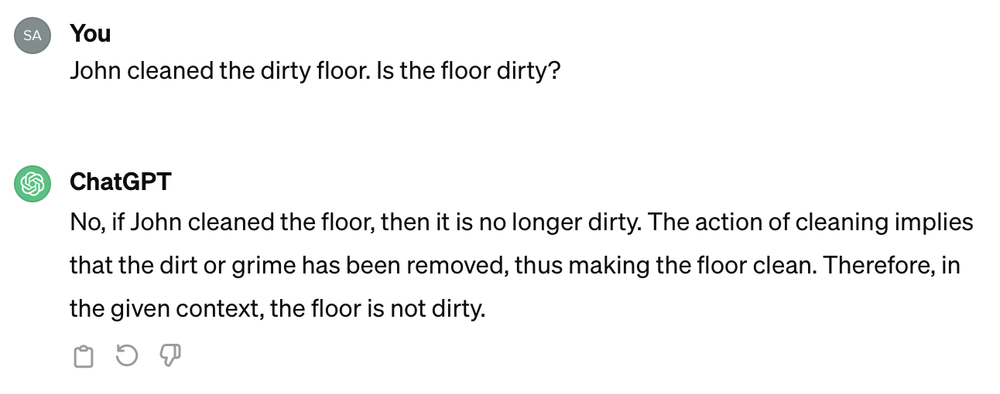 SA
You
John cleaned the dirty floor. Is the floor dirty?
ChatGPT
No, if John cleaned the floor, then it is no longer dirty. The action of cleaning implies
that the dirt or grime has been removed, thus making the floor clean. Therefore, in
the given context, the floor is not dirty.